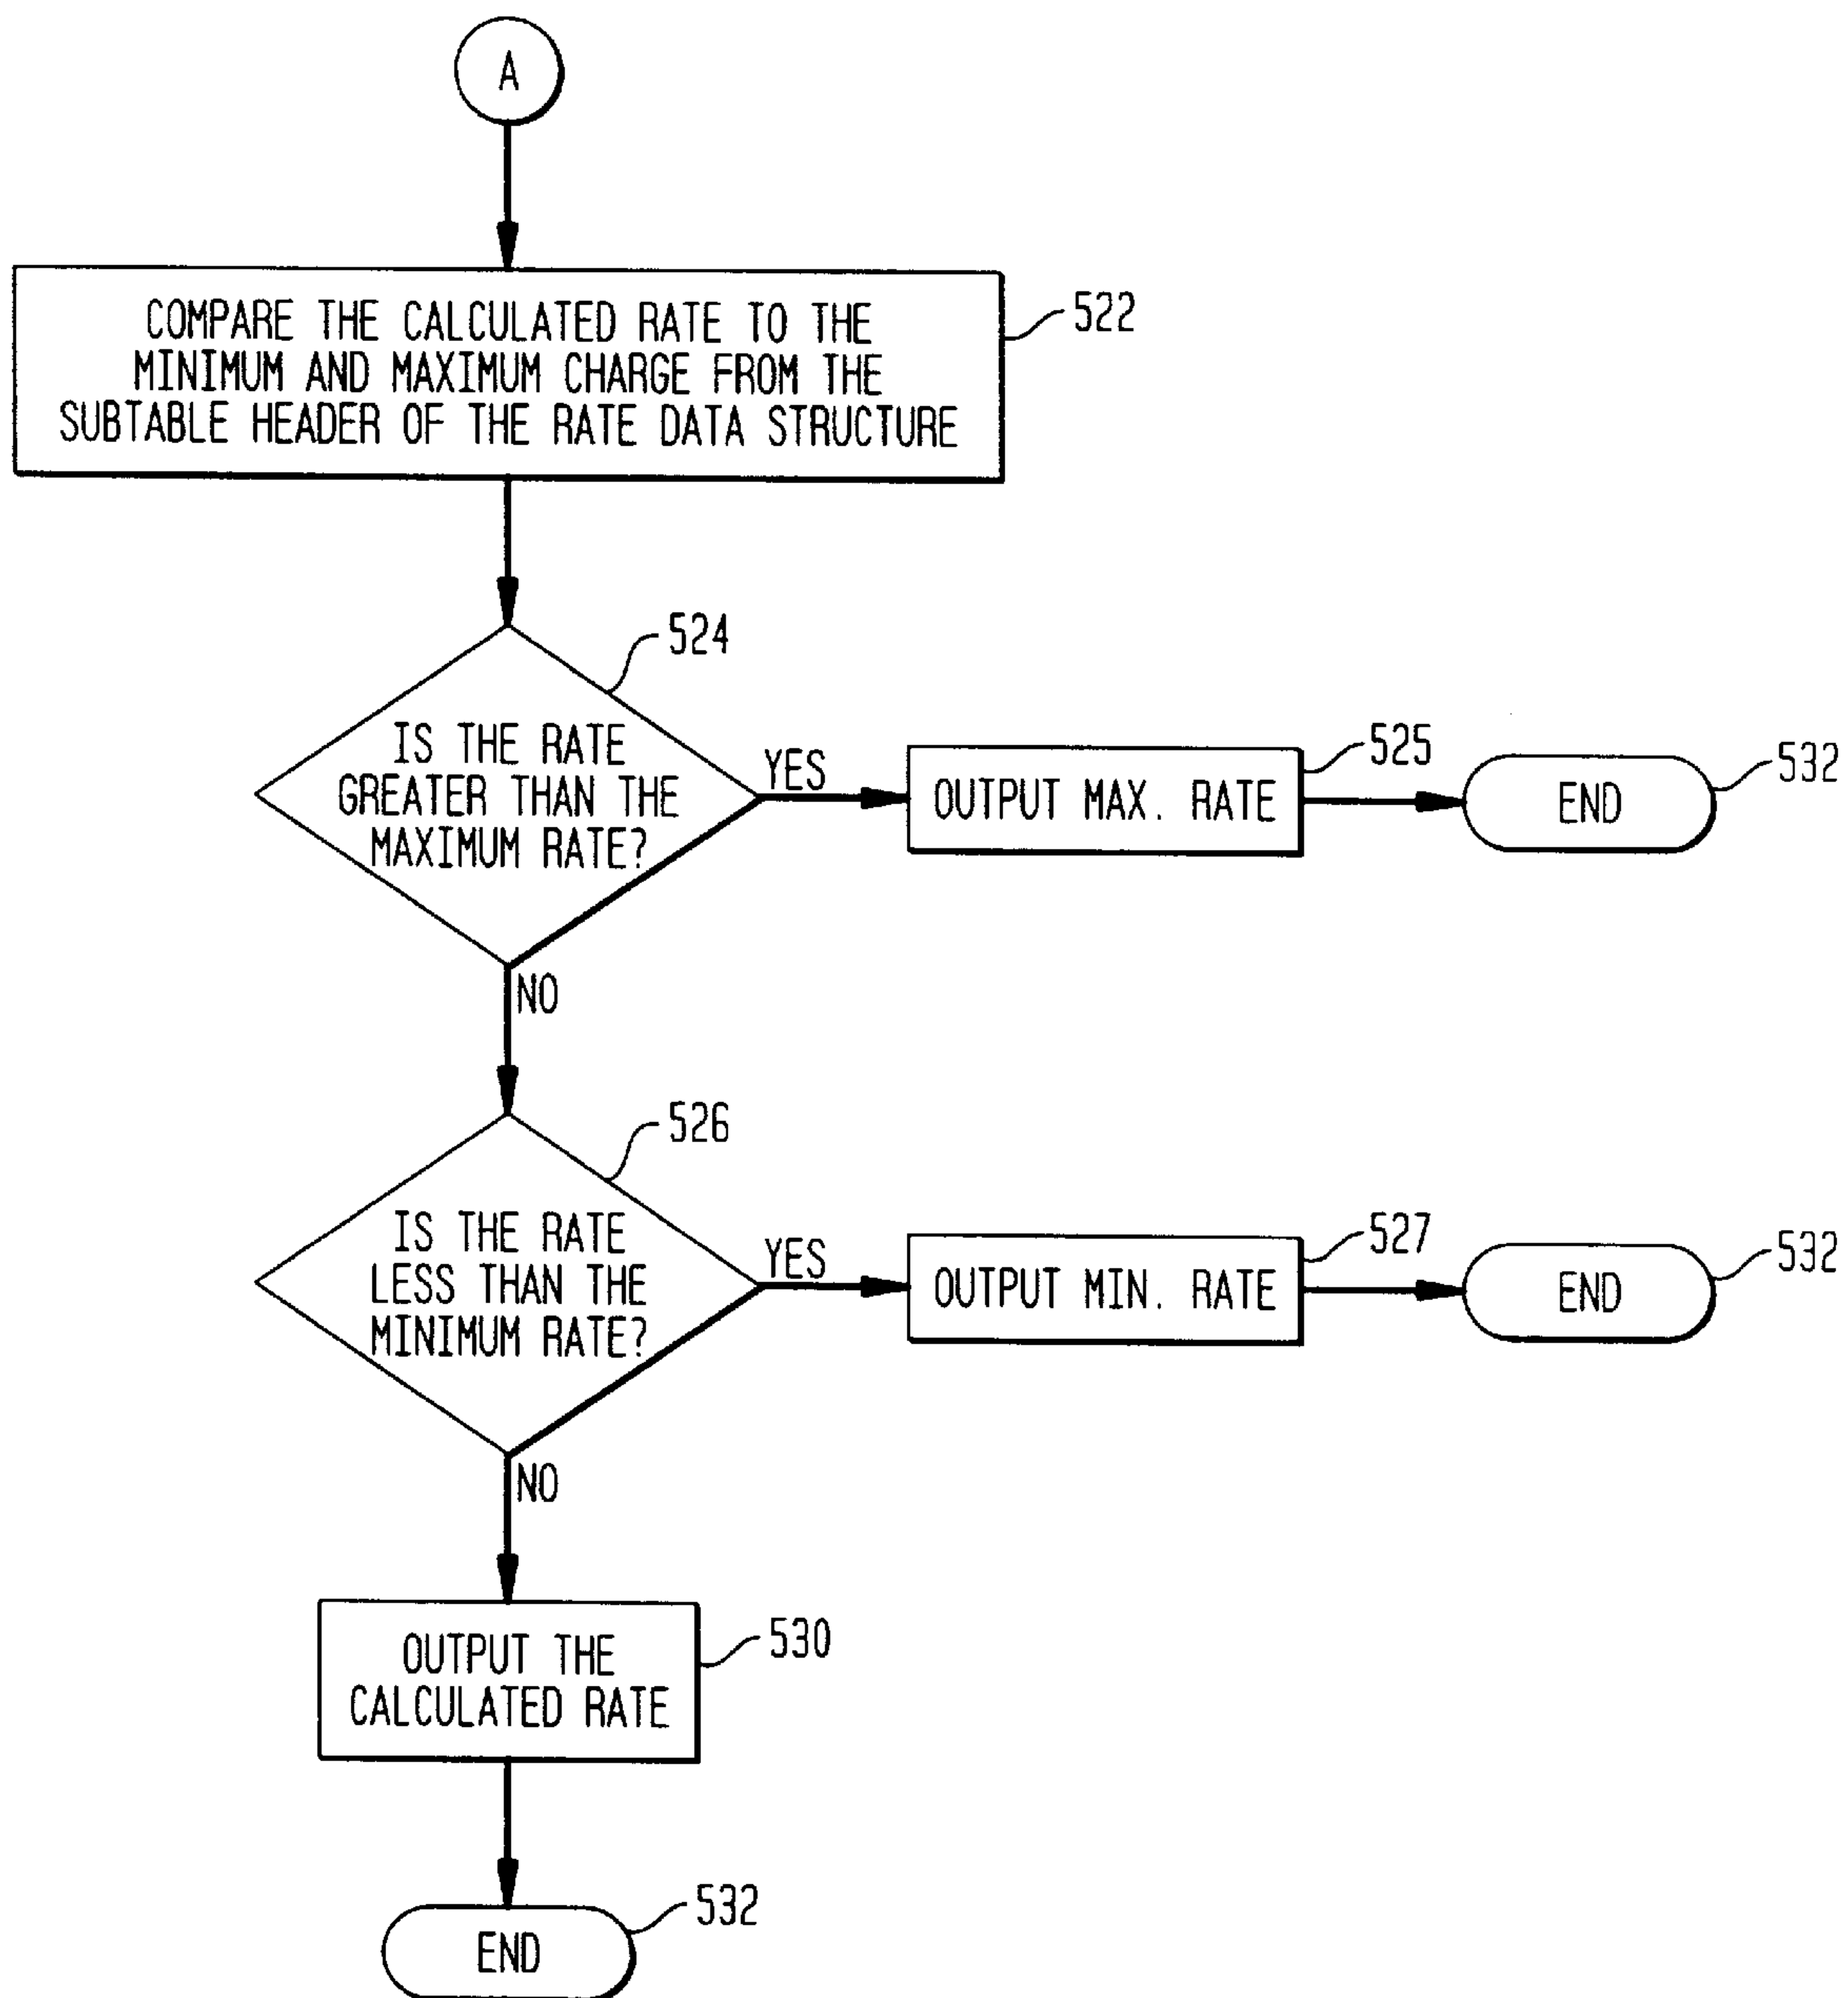 A
COMPARE THE CALCULATED RATE TO THE
MINIMUM AND MAXIMUM CHARGE FROM THE
SUBTABLE HEADER OF THE RATE DATA STRUCTURE
522
524
IS THE RATE
GREATER THAN THE
MAXIMUM RATE?
YES
OUTPUT MAX. RATE
525
END
532
NO
526
IS THE RATE
LESS THAN THE
MINIMUM RATE?
YES
OUTPUT MIN. RATE
527
END
532
NO
OUTPUT THE
CALCULATED RATE
530
END
532